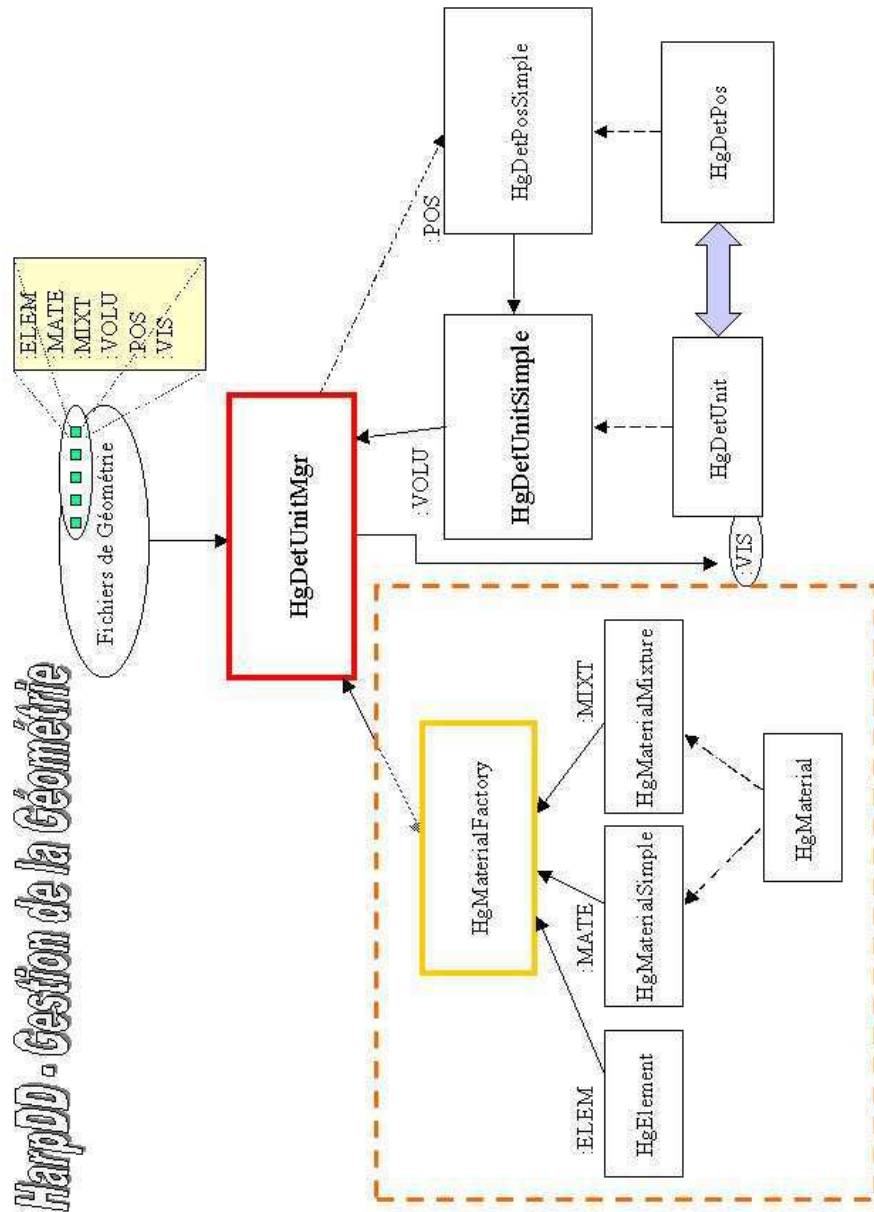 HarpDD - Gestion de la Géométrie
Fichiers de Géométrie
:ELEM
:MATE
:MIXT
:VOLU
:POS
:VIS
HgDetUnitMgr
HgMaterialFactory
:ELEM
:MATE
:MIXT
HgElement
HgMaterialSimple
HgMaterialMixture
HgMaterial
:VOLU
:POS
HgDetUnitSimple
HgDetPosSimple
:VIS
HgDetUnit
HgDetPos